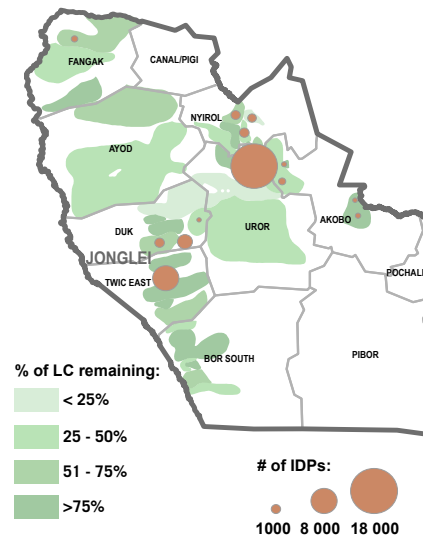 FANGAK
CANAL/PIGI
NYIROL
AYOD
AKOBO
DUK
UROR
JONGLEI
POCHALL
TWIC EAST
BOR SOUTH
PIBOR
% of LC remaining:
< 25%
25 - 50%
51 - 75%
>75%
# of IDPs:
1000 8 000 18 000